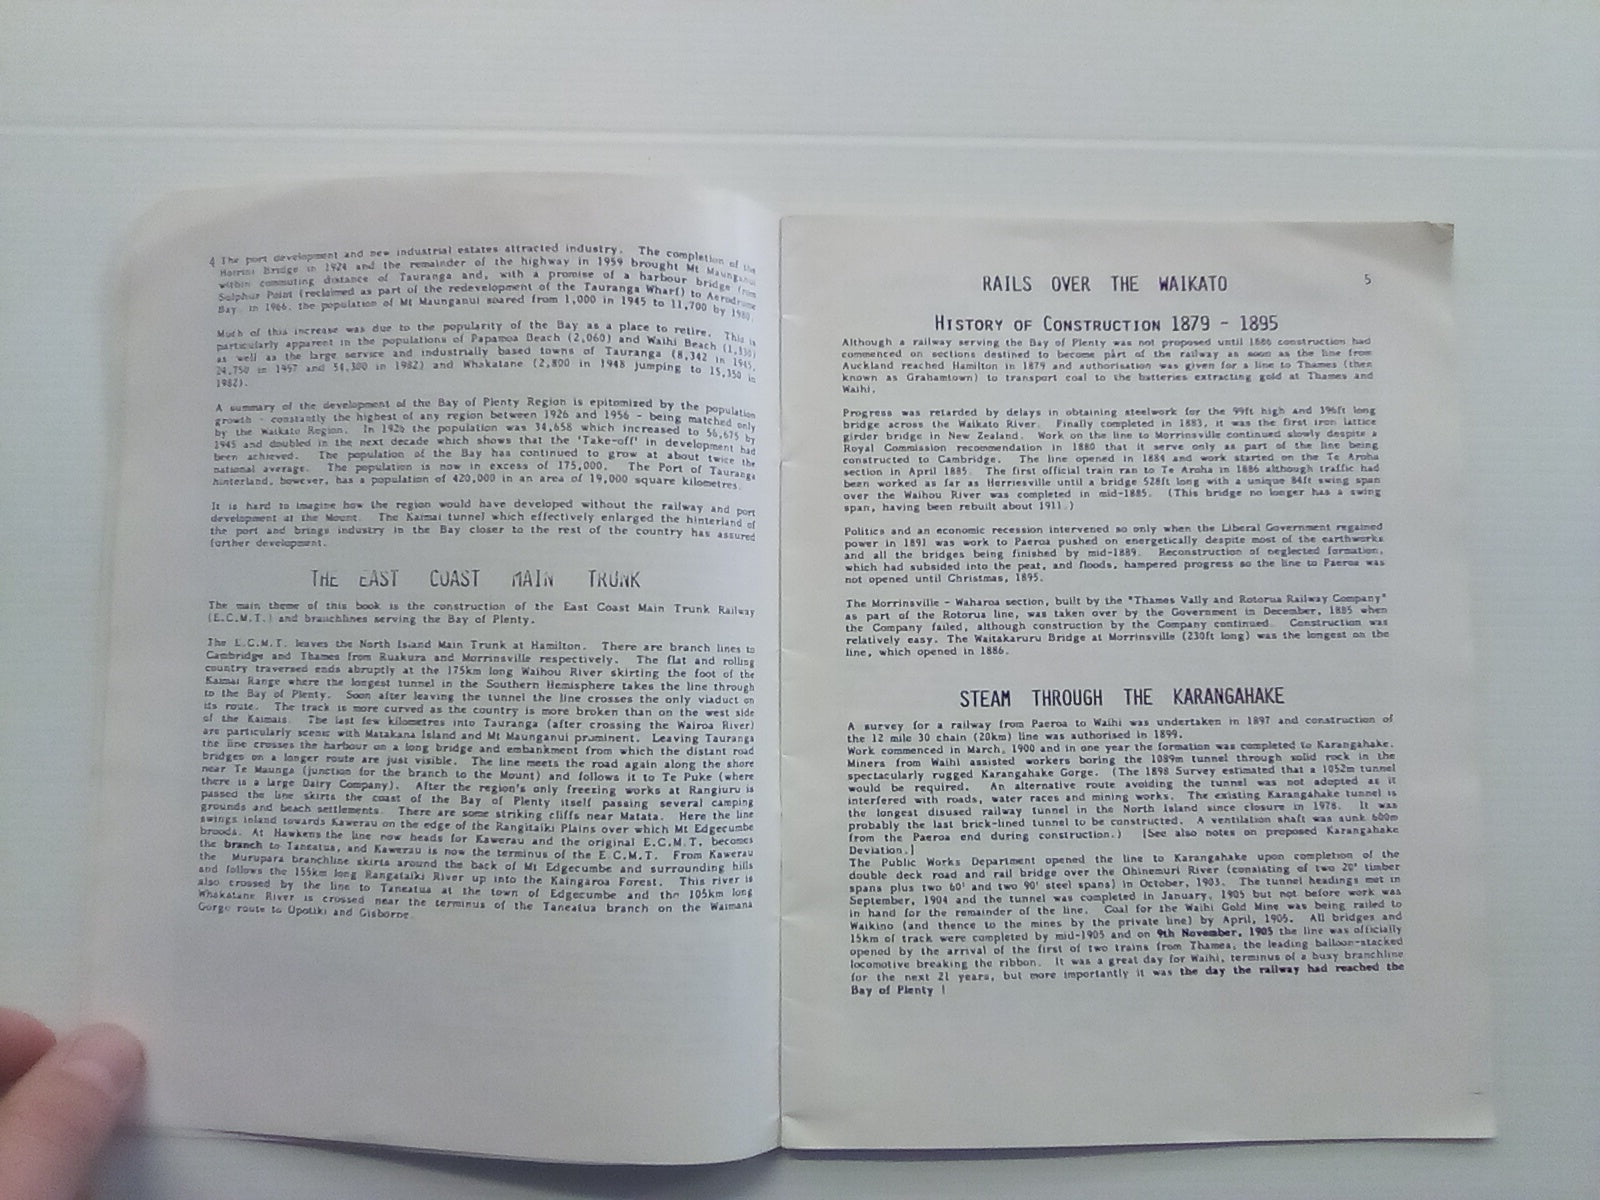 4 The port development and new industrial estates attracted industry. The completion of the
Hairini Bridge in 1924 and the remainder of the highway in 1959 brought Mt Maunganui
within commuting distance of Tauranga and, with a promise of a harbour bridge from
Sulphur Point (reclaimed as part of the redevelopment of the Tauranga Wharf) to Aerodrome
Bay in 1966, the population of Mt Maunganui soared from 1,000 in 1945 to 11,700 by 1980.
Much of this increase was due to the popularity of the Bay as a place to retire. This is
particularly apparent in the populations of Papamoa Beach (2,060) and Waihi Beach
as well as the large service and industrially based towns of Tauranga (8,342 in 1945,
24,750 in 1957 and 54,300 in 1982) and Whakatane (2,800 in 1948 jumping to 15,150 in
1982).
A summary of the development of the Bay of Plenty Region is epitomized by the population
growth - constantly the highest of any region between 1926 and 1956 - being matched only
by the Waikato Region. In 1926 the population was 34,658 which increased to 56,675 by
1945 and doubled in the next decade which shows that the 'Take-off' in development had
been achieved. The population of the Bay has continued to grow at about twice the
national average. The population is now in excess of 175,000. The Port of Tauranga
hinterland, however, has a population of 420,000 in an area of 19,000 square kilometres.
It is hard to imagine how the region would have developed without the railway and port
development at the Mount. The Kaimai tunnel which effectively enlarged the hinterland of
the port and brings industry in the Bay closer to the rest of the country has assured
further development.
THE EAST COAST MAIN TRUNK
The main theme of this book is the construction of the East Coast Main Trunk Railway
(E.C.M.T.) and branchlines serving the Bay of Plenty.
The E.C.M.T. leaves the North Island Main Trunk at Hamilton. There are branch lines to
Cambridge and Thames from Ruakura and Morrinsville respectively. The flat and rolling
country traversed ends abruptly at the 175km long Waihou River skirting the foot of the
Kaimai Range where the longest tunnel in the Southern Hemisphere takes the line through
to the Bay of Plenty. Soon after leaving the tunnel the line crosses the only viaduct on
its route. The track is more curved as the country is more broken than on the west side
of the Kaimais. The last few kilometres into Tauranga (after crossing the Wairoa River)
are particularly scenic with Matakana Island and Mt Maunganui prominent. Leaving Tauranga
the line crosses the harbour on a long bridge and embankment from which the distant road
bridges on a longer route are just visible. The line meets the road again along the shore
near Te Maunga (junction for the branch to the Mount) and follows it to Te Puke (where
there is a large Dairy Company). After the region's only freezing works at Rangiuru is
passed the line skirts the coast of the Bay of Plenty itself passing several camping
grounds and beach settlements. There are some striking cliffs near Matata. Here the line
swings inland towards Kawerau on the edge of the Rangitaiki Plains over which Mt Edgecumbe
broods. At Hawkens the line now heads for Kawerau and the original E.C.M.T. becomes
the branch to Taneatua, and Kawerau is now the terminus of the E.C.M.T. From Kawerau
the Murupara branchline skirts around the back of Mt Edgecumbe and surrounding hills
and follows the 155km long Rangataiki River up into the Kaingaroa Forest. This river is
also crossed by the line to Taneatua at the town of Edgecumbe and the 105km long
Whakatane River is crossed near the terminus of the Taneatua branch on the Waimana
Gorge route to Opotiki and Gisborne.
5
RAILS OVER THE WAIKATO
HISTORY OF CONSTRUCTION 1879 - 1895
Although a railway serving the Bay of Plenty was not proposed until 1886 construction had
commenced on sections destined to become part of the railway as soon as the line from
Auckland reached Hamilton in 1879 and authorisation was given for a line to Thames (then
known as Grahamtown) to transport coal to the batteries extracting gold at Thames and
Waihi.
Progress was retarded by delays in obtaining steelwork for the 99ft high and 396ft long
bridge across the Waikato River. Finally completed in 1883, it was the first iron lattice
girder bridge in New Zealand. Work on the line to Morrinsville continued slowly despite a
Royal Commission recommendation in 1880 that it serve only as part of the line being
constructed to Cambridge. The line opened in 1884 and work started on the Te Aroha
section in April 1885. The first official train ran to Te Aroha in 1886 although traffic had
been worked as far as Herriesville until a bridge 528ft long with a unique 84ft swing span
over the Waihou River was completed in mid-1885. (This bridge no longer has a swing
span, having been rebuilt about 1911.)
Politics and an economic recession intervened so only when the Liberal Government regained
power in 1891 was work to Paeroa pushed on energetically despite most of the earthworks
and all the bridges being finished by mid-1889. Reconstruction of neglected formation,
which had subsided into the peat, and floods, hampered progress so the line to Paeroa was
not opened until Christmas, 1895.
The Morrinsville - Waharoa section, built by the "Thames Vally and Rotorua Railway Company"
as part of the Rotorua line, was taken over by the Government in December, 1885 when
the Company failed, although construction by the Company continued. Construction was
relatively easy. The Waitakaruru Bridge at Morrinsville (230ft long) was the longest on the
line, which opened in 1886.
STEAM THROUGH THE KARANGAHAKE
A survey for a railway from Paeroa to Waihi was undertaken in 1897 and construction of
the 12 mile 30 chain (20km) line was authorised in 1899.
Work commenced in March, 1900 and in one year the formation was completed to Karangahake.
Miners from Waihi assisted workers boring the 1089m tunnel through solid rock in the
spectacularly rugged Karangahake Gorge. (The 1898 Survey estimated that a 1052m tunnel
would be required. An alternative route avoiding the tunnel was not adopted as it
interfered with roads, water races and mining works. The existing Karangahake tunnel is
the longest disused railway tunnel in the North Island since closure in 1978. It was
probably the last brick-lined tunnel to be constructed. A ventilation shaft was sunk 600m
from the Paeroa end during construction.) [See also notes on proposed Karangahake
Deviation.]
The Public Works Department opened the line to Karangahake upon completion of the
double deck road and rail bridge over the Ohinemuri River (consisting of two 20' timber
spans plus two 60' and two 90' steel spans) in October, 1903. The tunnel headings met in
September, 1904 and the tunnel was completed in January, 1905 but not before work was
in hand for the remainder of the line. Coal for the Waihi Gold Mine was being railed to
Waikino (and thence to the mines by the private line) by April, 1905. All bridges and
15km of track were completed by mid-1905 and on 9th November, 1905 the line was officially
opened by the arrival of the first of two trains from Thames; the leading balloon-stacked
locomotive breaking the ribbon. It was a great day for Waihi, terminus of a busy branchline
for the next 21 years, but more importantly it was the day the railway had reached the
Bay of Plenty !